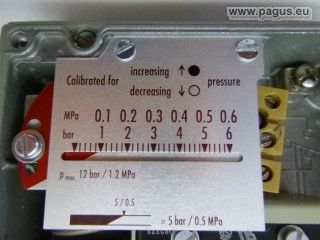 www.pagus.eu
increasing ↑ ●
Calibrated for pressure
decreasing ↓ ○
MPa 0.1 0.2 0.3 0.4 0.5 0.6
bar 1 2 3 4 5 6
p max. 12 bar / 1.2 MPa
5 / 0.5
= 5 bar / 0.5 MPa